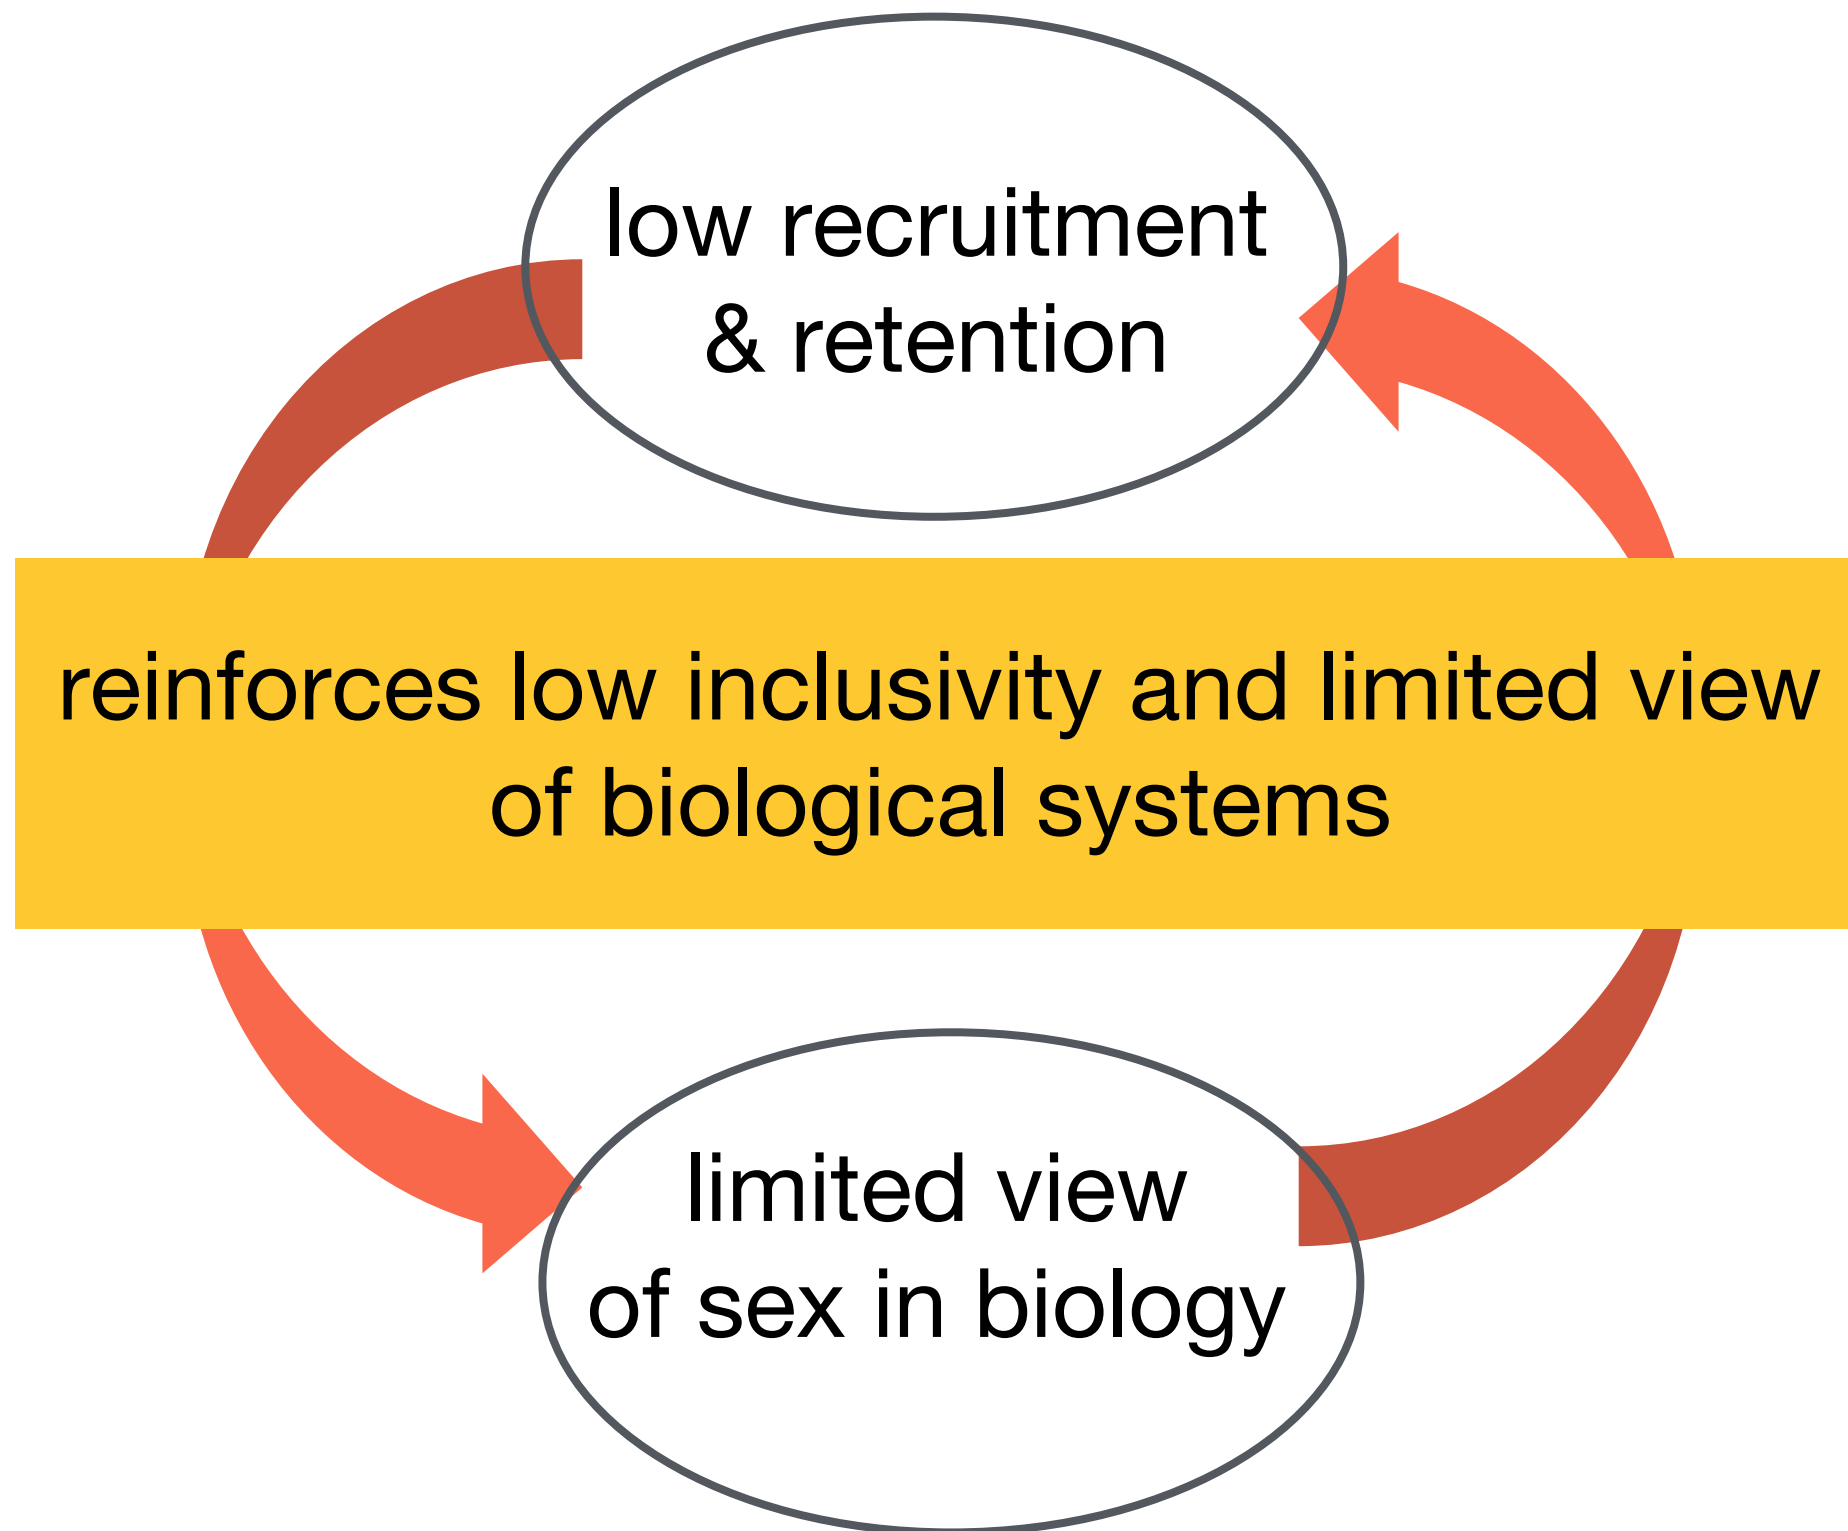 low recruitment
& retention
reinforces low inclusivity and limited view
of biological systems
limited view
of sex in biology